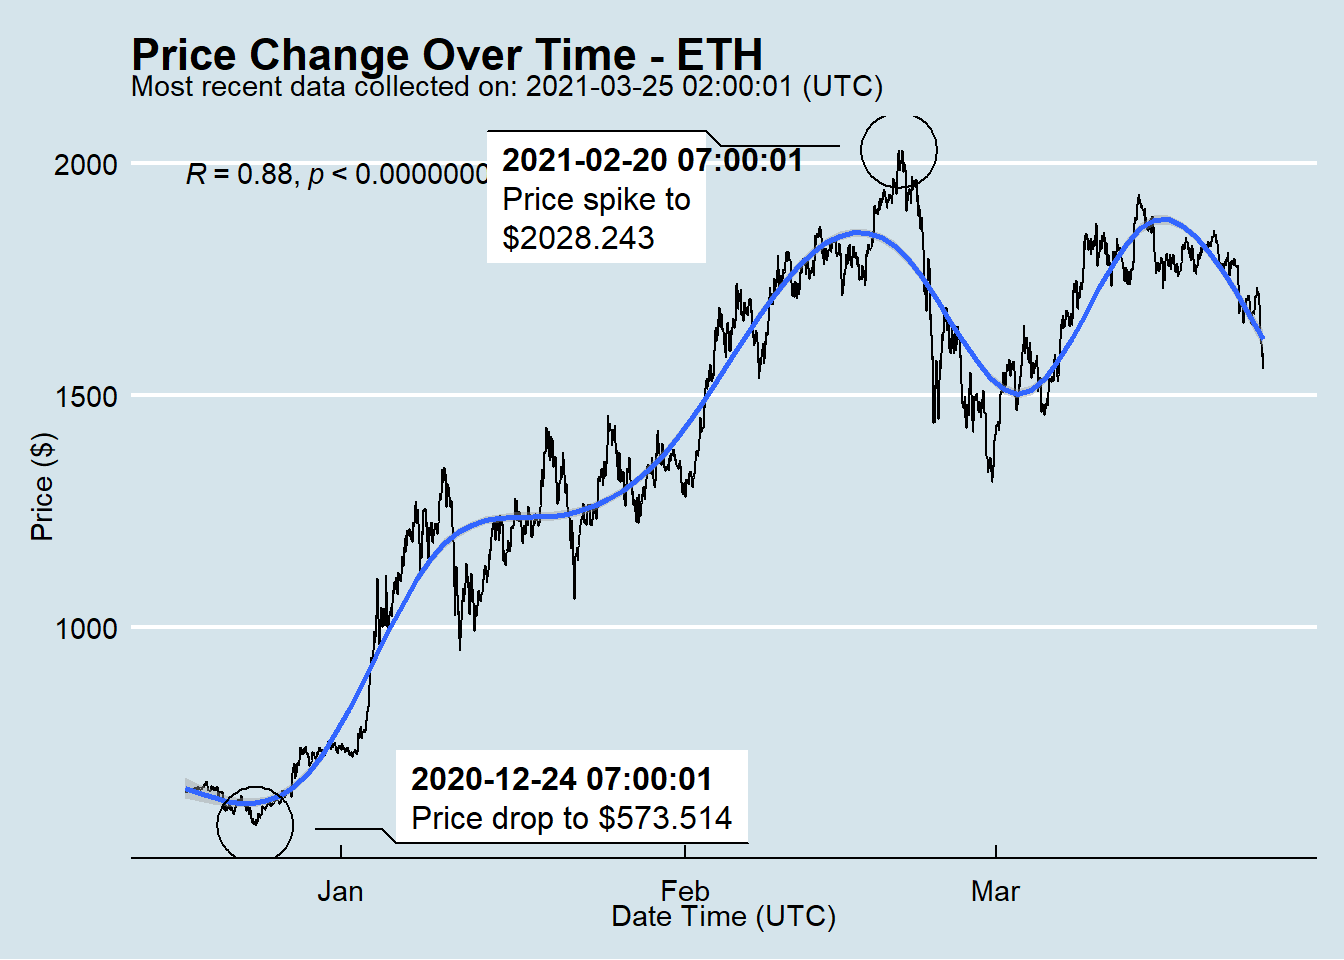 Price Change Over Time - ETH
Most recent data collected on: 2021-03-25 02:00:01 (UTC)
R = 0.88, p < 0.0000000
2021-02-20 07:00:01
Price spike to
$2028.243
2020-12-24 07:00:01
Price drop to $573.514
Price ($)
2000
1500
1000
Jan
Feb
Mar
Date Time (UTC)